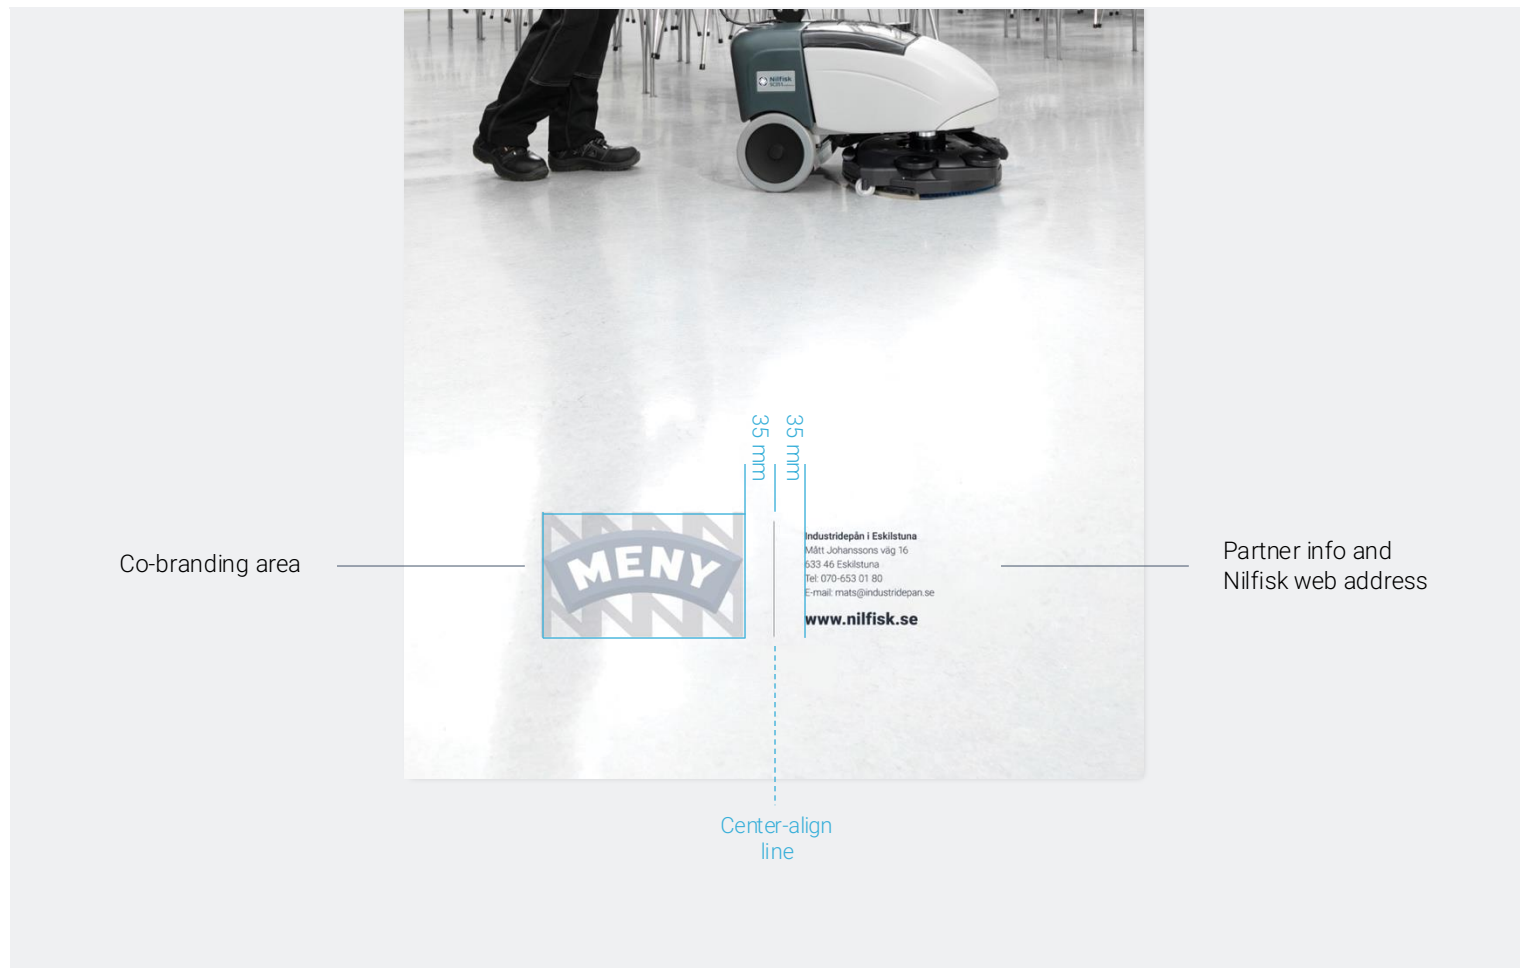 Nilfisk
35 mm
35 mm
MENY
Industridepån i Eskilstuna
Mått Johanssons väg 16
633 46 Eskilstuna
Tel: 070-653 01 80
E-mail: mats@industridepan.se
www.nilfisk.se
Co-branding area
Partner info and
Nilfisk web address
Center-align
line